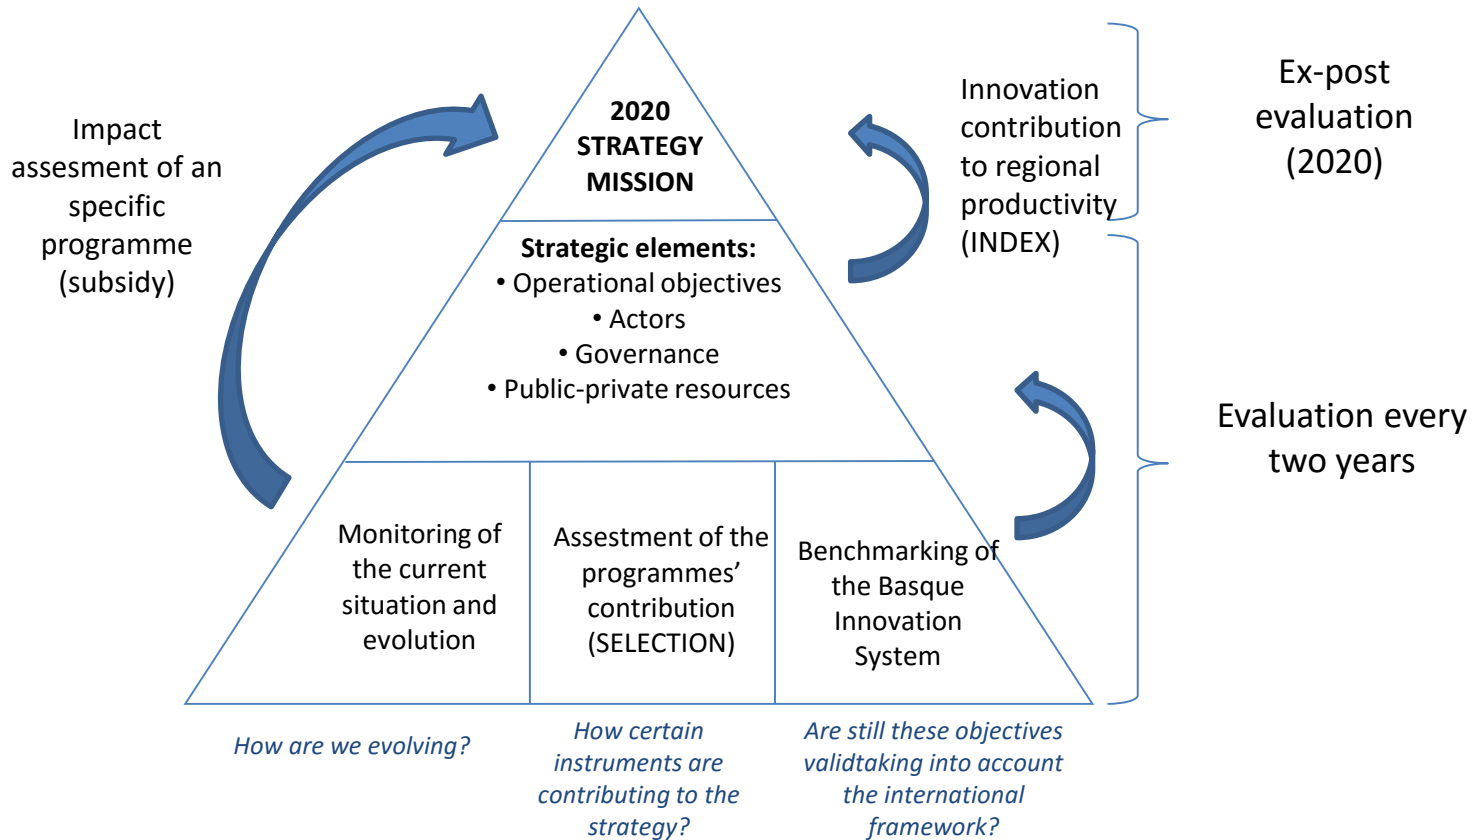 Impact
assesment of an
specific
programme
(subsidy)
2020
STRATEGY
MISSION
Innovation
contribution
to regional
productivity
(INDEX)
Ex-post
evaluation
(2020)
Strategic elements:
• Operational objectives
• Actors
• Governance
• Public-private resources
Evaluation every
two years
Monitoring of
the current
situation and
evolution
Assestment of the
programmes’
contribution
(SELECTION)
Benchmarking of
the Basque
Innovation
System
How are we evolving?
How certain
instruments are
contributing to the
strategy?
Are still these objectives
validtaking into account
the international
framework?